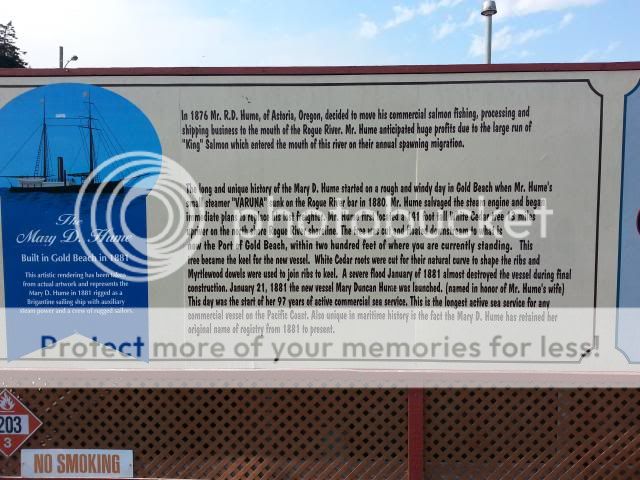 In 1876 Mr. R.D. Hume, of Astoria, Oregon, decided to move his commercial salmon fishing, processing and
shipping business to the mouth of the Rogue River. Mr. Hume anticipated huge profits due to the large run of
"King" Salmon which entered the mouth of this river on their annual spawning migration.
The long and unique history of the Mary D. Hume started on a rough and windy day in Gold Beach when Mr. Hume's
small steamer "VARUNA" sunk on the Rogue River bar in 1880. Mr. Hume salvaged the steam engine and
immediate plans
now the Port of Gold Beach, within two hundred feet of where you are currently standing. This
tree became the keel for the new vessel. White Cedar roots were cut for their natural curve to shape the ribs and
Myrtlewood dowels were used to join ribs to keel. A severe flood January of 1881 almost destroyed the vessel during final
construction. January 21, 1881 the new vessel Mary Duncan Hume was launched. (named in honor of Mr. Hume's wife)
This day was the start of her 97 years of active commercial sea service. This is the longest active sea service for any
commercial vessel on the Pacific Coast. Also unique in maritime history is the fact the Mary D. Hume has retained her
original name of registry from 1881 to present.
The
Mary D. Hume
Built in Gold Beach in 1881
This artistic rendering has been taken
from actual artwork and represents the
Mary D. Hume in 1881 rigged as a
Brigantine sailing ship with auxiliary
steam power and a crew of rugged sailors.
photobucket
Protect more of your memories for less!
203
3
NO SMOKING